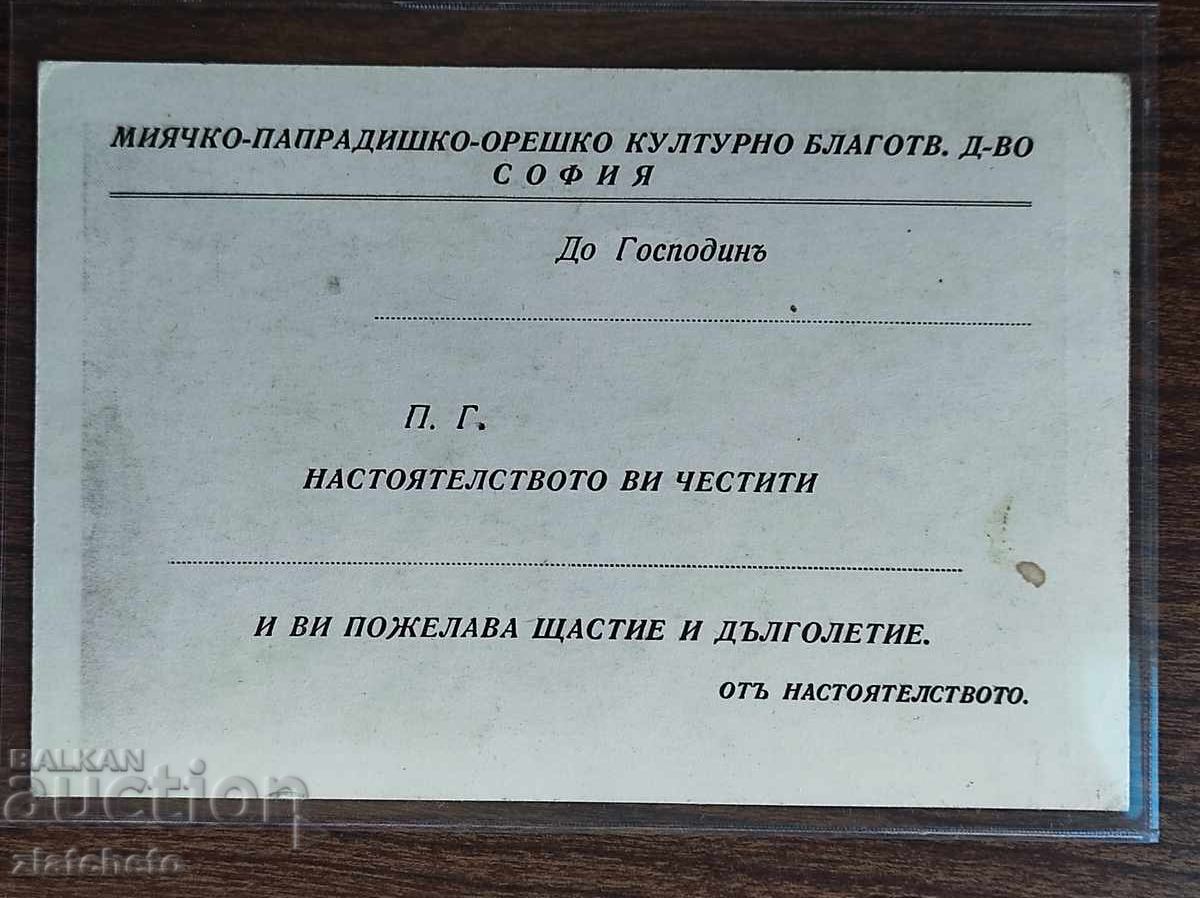 МИЯЧКО-ПАПРАДИШКО-ОРЕШКО КУЛТУРНО БЛАГОТВ. Д-ВО
СОФИЯ
До Господинъ
П. Г.
НАСТОЯТЕЛСТВОТО ВИ ЧЕСТИТИ
И ВИ ПОЖЕЛАВА ЩАСТИЕ И ДЪЛГОЛЕТИЕ.
ОТЪ НАСТОЯТЕЛСТВОТО.
BALKAN
auction
zlatcheto